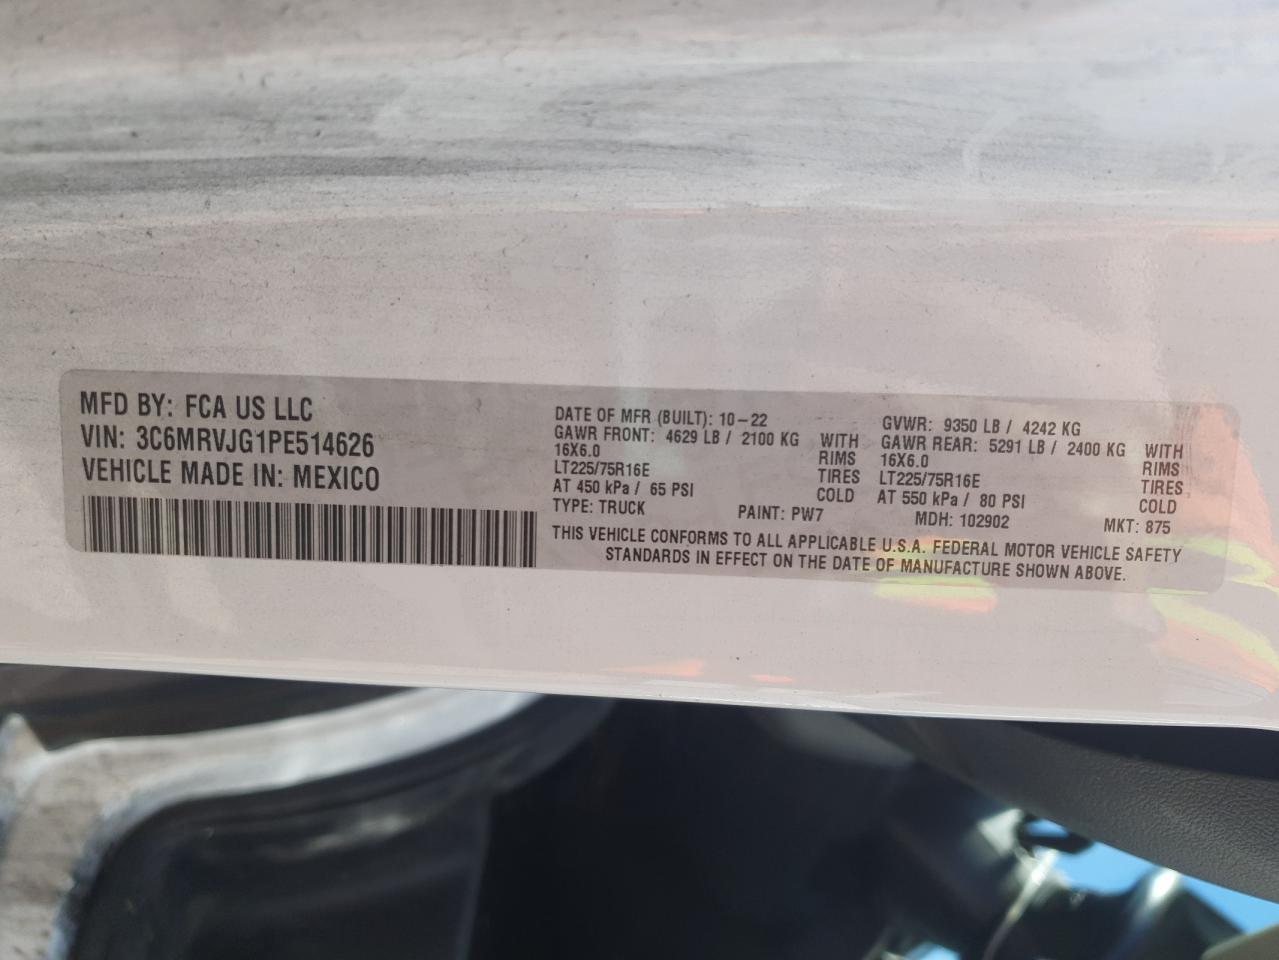 MFD BY: FCA US LLC
VIN: 3C6MRVJG1PE514626
VEHICLE MADE IN: MEXICO
DATE OF MFR (BUILT): 10-22
GAWR FRONT: 4629 LB / 2100 KG WITH
16X6.0 RIMS
LT225/75R16E TIRES
AT 450 kPa / 65 PSI COLD
TYPE: TRUCK PAINT: PW7
GVWR: 9350 LB / 4242 KG
GAWR REAR: 5291 LB / 2400 KG WITH
16X6.0 RIMS
LT225/75R16E TIRES
AT 550 kPa / 80 PSI COLD
MDH: 102902 MKT: 875
THIS VEHICLE CONFORMS TO ALL APPLICABLE U.S.A. FEDERAL MOTOR VEHICLE SAFETY
STANDARDS IN EFFECT ON THE DATE OF MANUFACTURE SHOWN ABOVE.